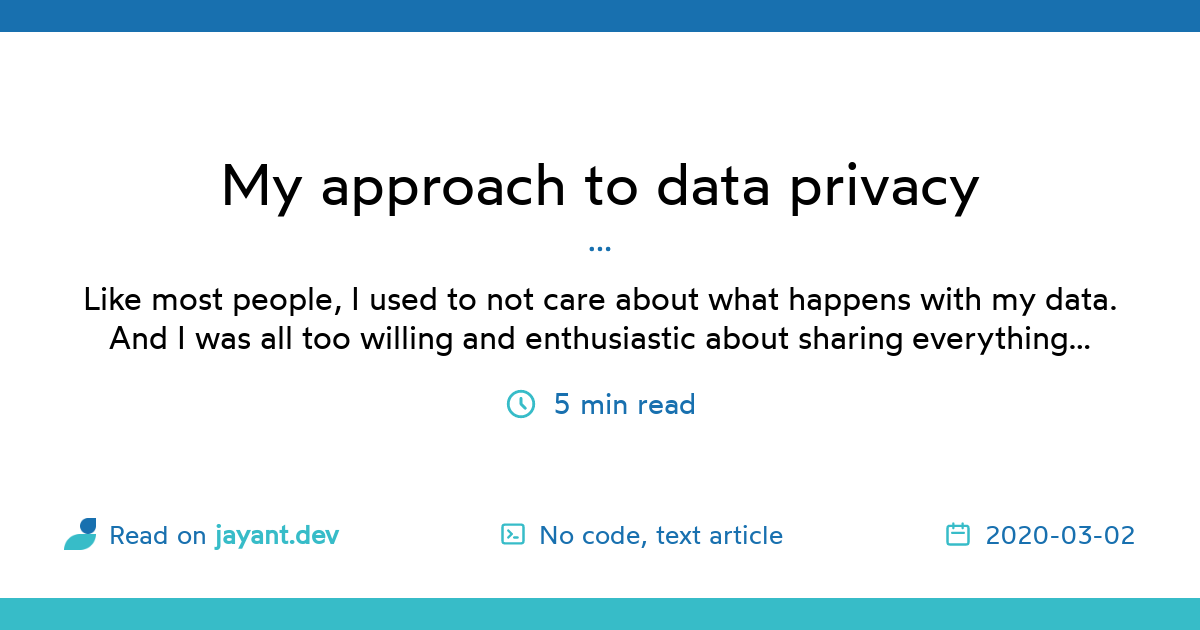 My approach to data privacy
...
Like most people, I used to not care about what happens with my data.
And I was all too willing and enthusiastic about sharing everything...
5 min read
Read on jayant.dev
No code, text article
2020-03-02